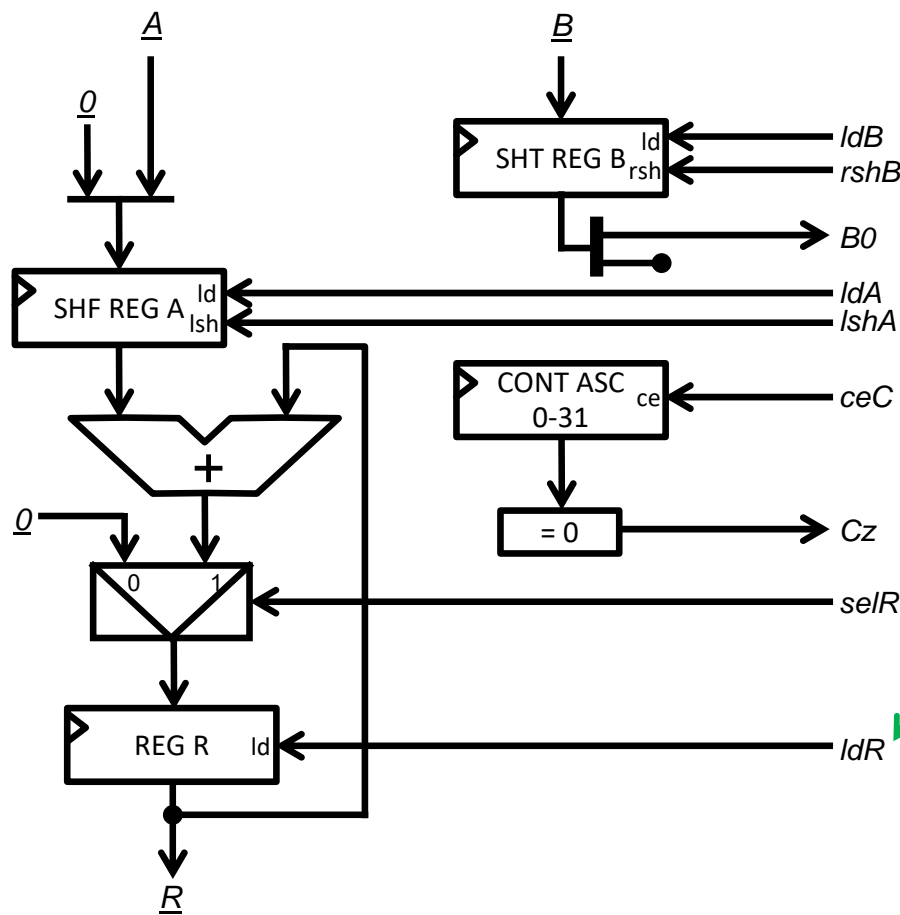 A
B
0
SHT REG B
ld
rsh
ldB
rshB
B0
SHF REG A
ld
lsh
ldA
lshA
CONT ASC
0-31
ce
ceC
+
0
= 0
Cz
0
1
selR
REG R
ld
ldR
R